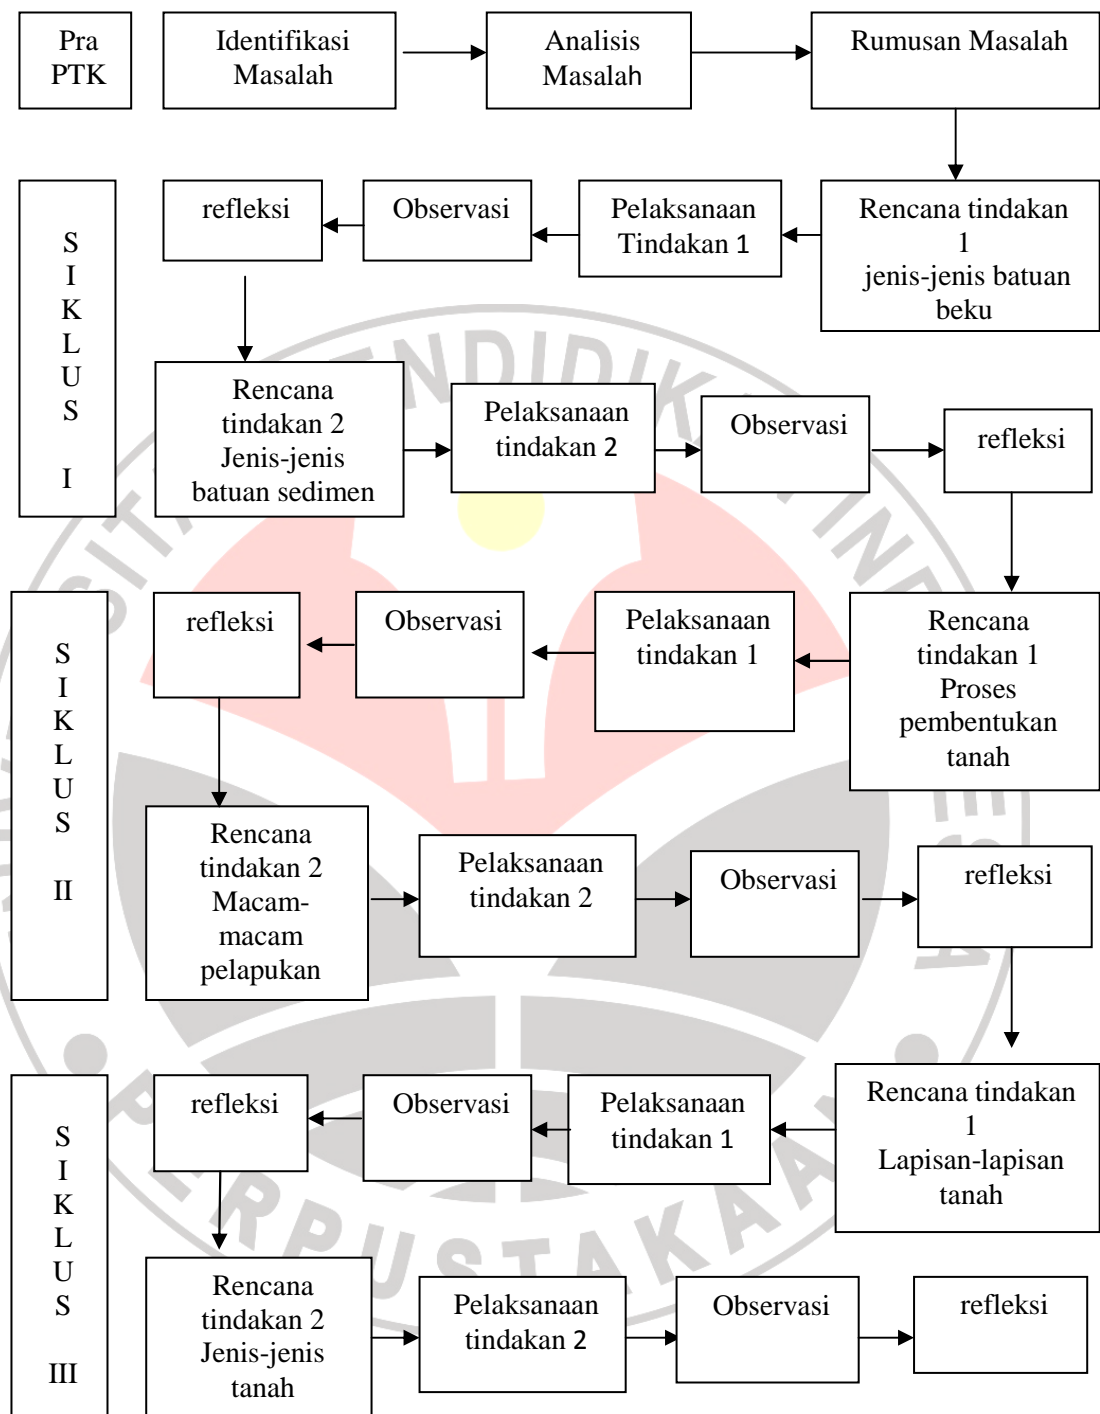 Pra
PTK
Identifikasi
Masalah
Analisis
Masalah
Rumusan Masalah
S
I
K
L
U
S
I
refleksi
Observasi
Pelaksanaan
Tindakan 1
Rencana tindakan
1
jenis-jenis batuan
beku
Rencana
tindakan 2
Jenis-jenis
batuan sedimen
Pelaksanaan
tindakan 2
Observasi
refleksi
S
I
K
L
U
S
II
refleksi
Observasi
Pelaksanaan
tindakan 1
Rencana
tindakan 1
Proses
pembentukan
tanah
Rencana
tindakan 2
Macam-
macam
pelapukan
Pelaksanaan
tindakan 2
Observasi
refleksi
S
I
K
L
U
S
III
refleksi
Observasi
Pelaksanaan
tindakan 1
Rencana tindakan
1
Lapisan-lapisan
tanah
Rencana
tindakan 2
Jenis-jenis
tanah
Pelaksanaan
tindakan 2
Observasi
refleksi
PERPUSTAKAAN